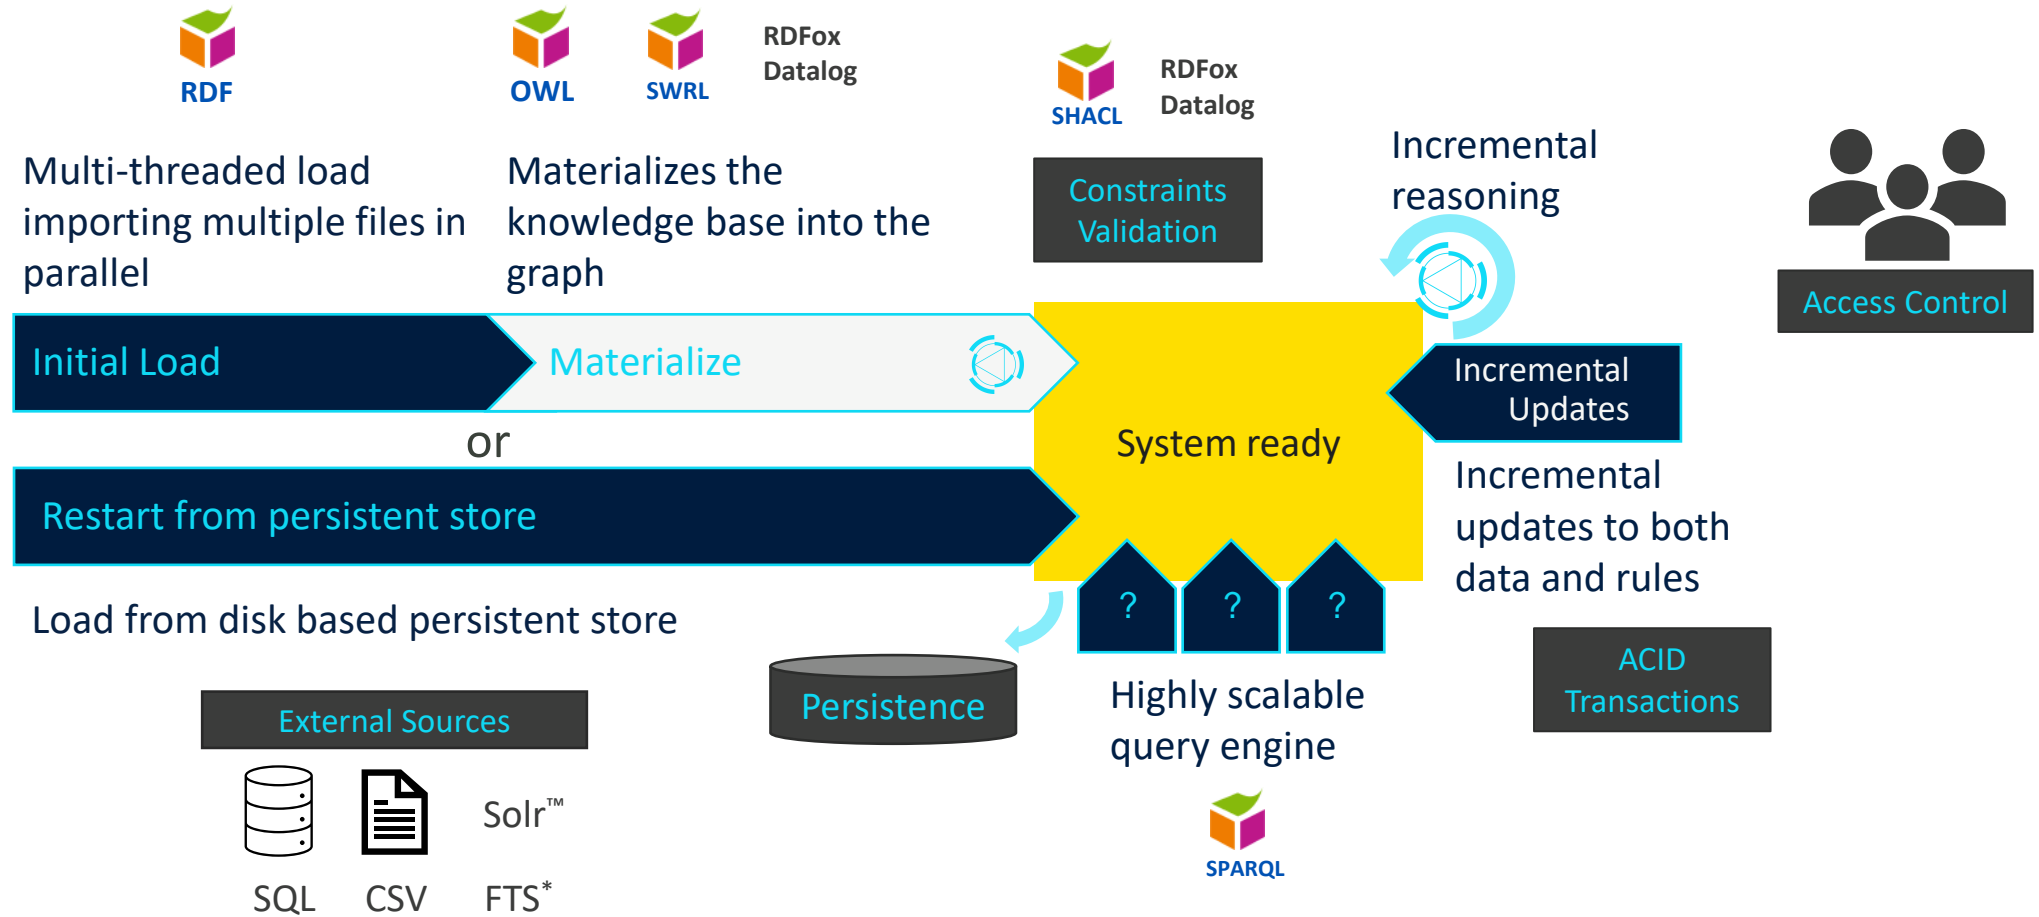 RDF
OWL
SWRL
RDFox
Datalog
SHACL
RDFox
Datalog
Multi-threaded load
importing multiple files in
parallel
Materializes the
knowledge base into the
graph
Constraints
Validation
Incremental
reasoning
Access Control
Initial Load
Materialize
Incremental
Updates
or
System ready
Restart from persistent store
Incremental
updates to both
data and rules
Load from disk based persistent store
?
?
?
Persistence
Highly scalable
query engine
ACID
Transactions
External Sources
Solr™
SQL
CSV
FTS*
SPARQL